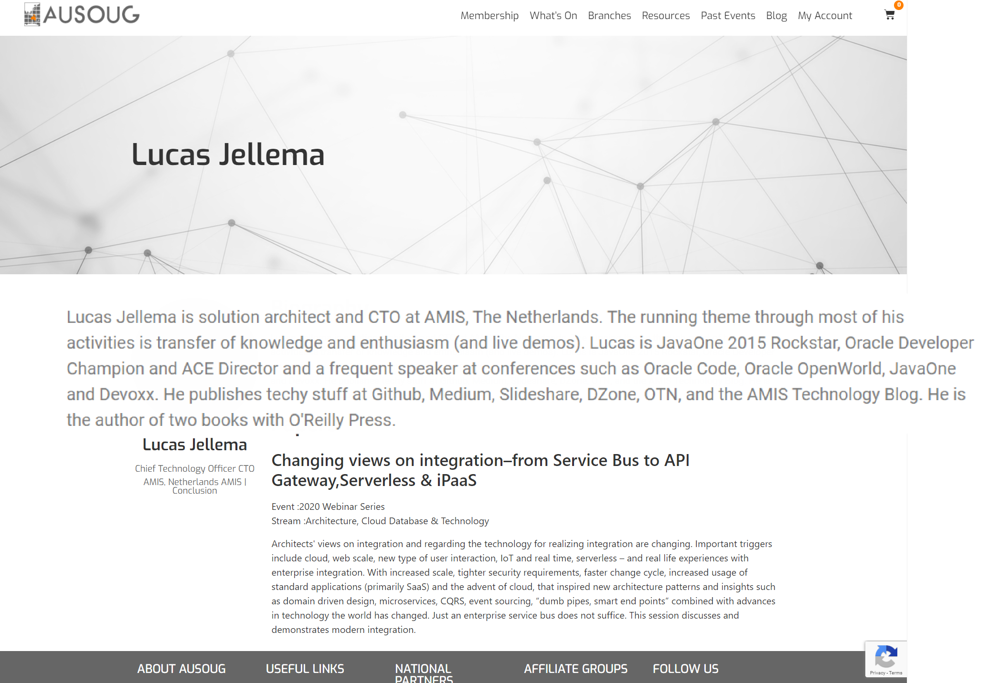 AUSOUG
Membership What's On Branches Resources Past Events Blog My Account 0
Lucas Jellema
Lucas Jellema is solution architect and CTO at AMIS, The Netherlands. The running theme through most of his
activities is transfer of knowledge and enthusiasm (and live demos). Lucas is JavaOne 2015 Rockstar, Oracle Developer
Champion and ACE Director and a frequent speaker at conferences such as Oracle Code, Oracle OpenWorld, JavaOne
and Devoxx. He publishes techy stuff at Github, Medium, Slideshare, DZone, OTN, and the AMIS Technology Blog. He is
the author of two books with O'Reilly Press.
Lucas Jellema
Chief Technology Officer CTO
AMIS, Netherlands AMIS |
Conclusion
Changing views on integration–from Service Bus to API
Gateway,Serverless & iPaaS
Event :2020 Webinar Series
Stream :Architecture, Cloud Database & Technology
Architects' views on integration and regarding the technology for realizing integration are changing. Important triggers
include cloud, web scale, new type of user interaction, IoT and real time, serverless – and real life experiences with
enterprise integration. With increased scale, tighter security requirements, faster change cycle, increased usage of
standard applications (primarily SaaS) and the advent of cloud, that inspired new architecture patterns and insights such
as domain driven design, microservices, CQRS, event sourcing, “dumb pipes, smart end points” combined with advances
in technology the world has changed. Just an enterprise service bus does not suffice. This session discusses and
demonstrates modern integration.
Privacy - Terms
ABOUT AUSOUG USEFUL LINKS NATIONAL AFFILIATE GROUPS FOLLOW US
PARTNERS